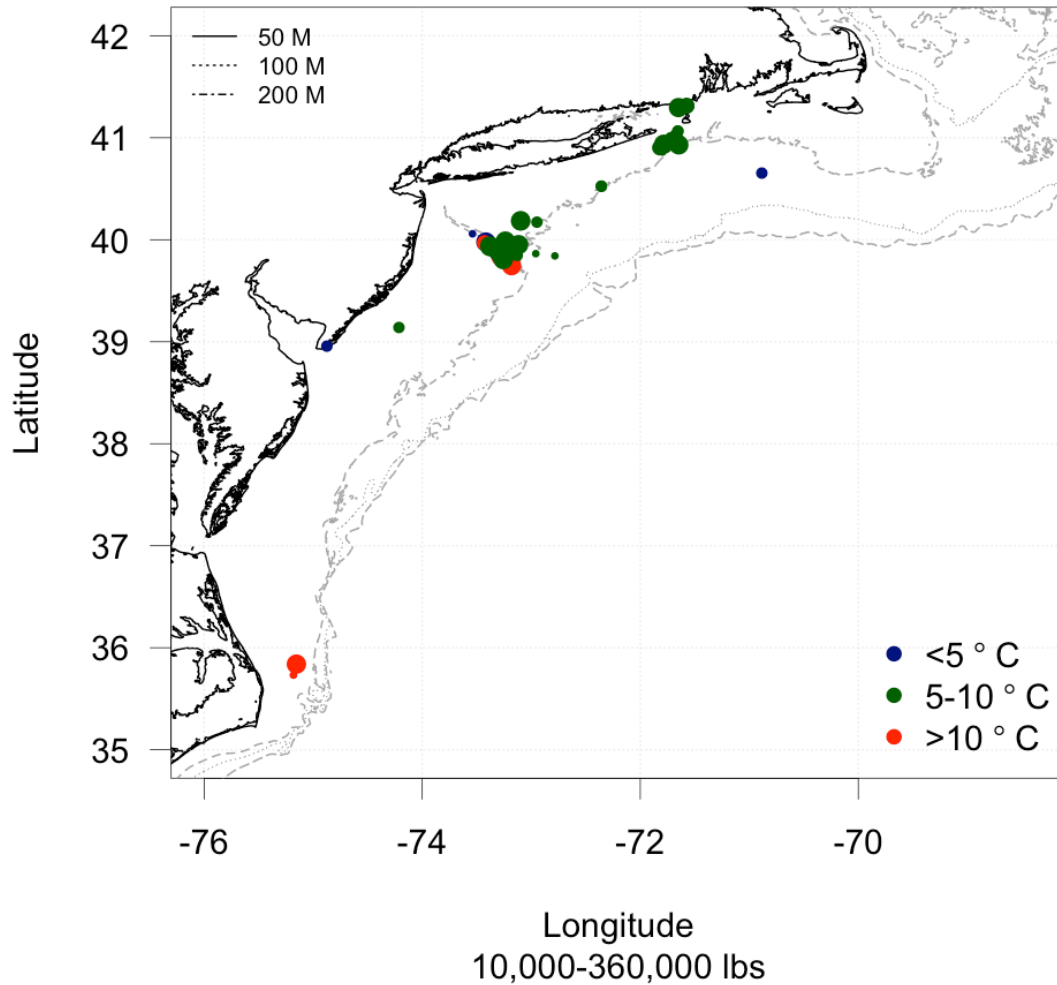 50 M
100 M
200 M
42
41
40
39
38
37
36
35
Latitude
<5 ° C
5-10 ° C
>10 ° C
-76 -74 -72 -70
Longitude
10,000-360,000 lbs